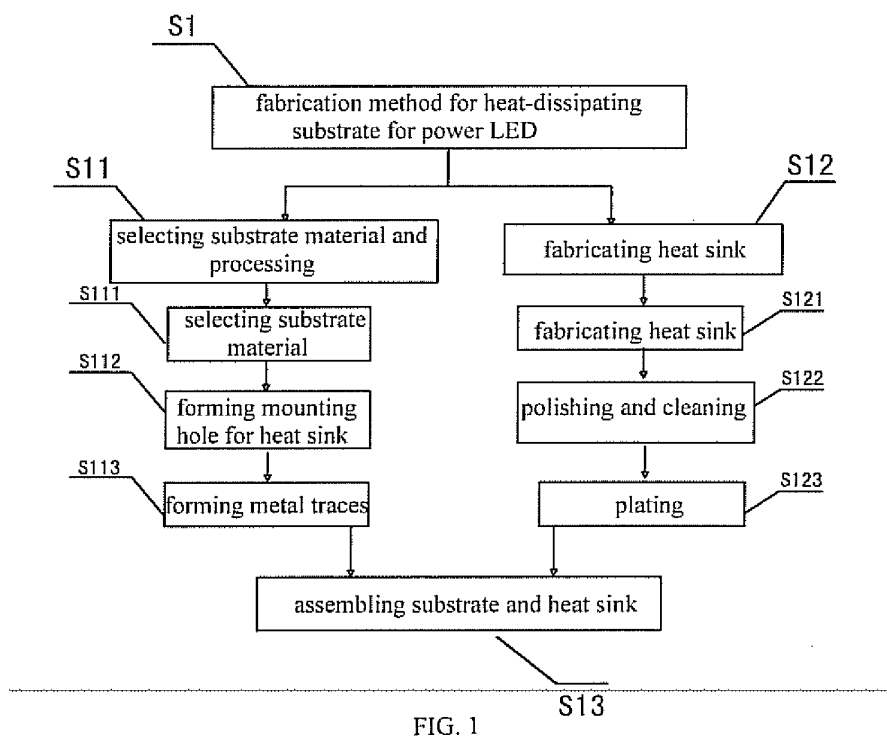 S1
fabrication method for heat-dissipating
substrate for power LED
S11
S12
selecting substrate material and
processing
fabricating heat sink
S111
selecting substrate
material
S121
fabricating heat sink
S112
forming mounting
hole for heat sink
S122
polishing and cleaning
S113
forming metal traces
S123
plating
assembling substrate and heat sink
S13
FIG. 1